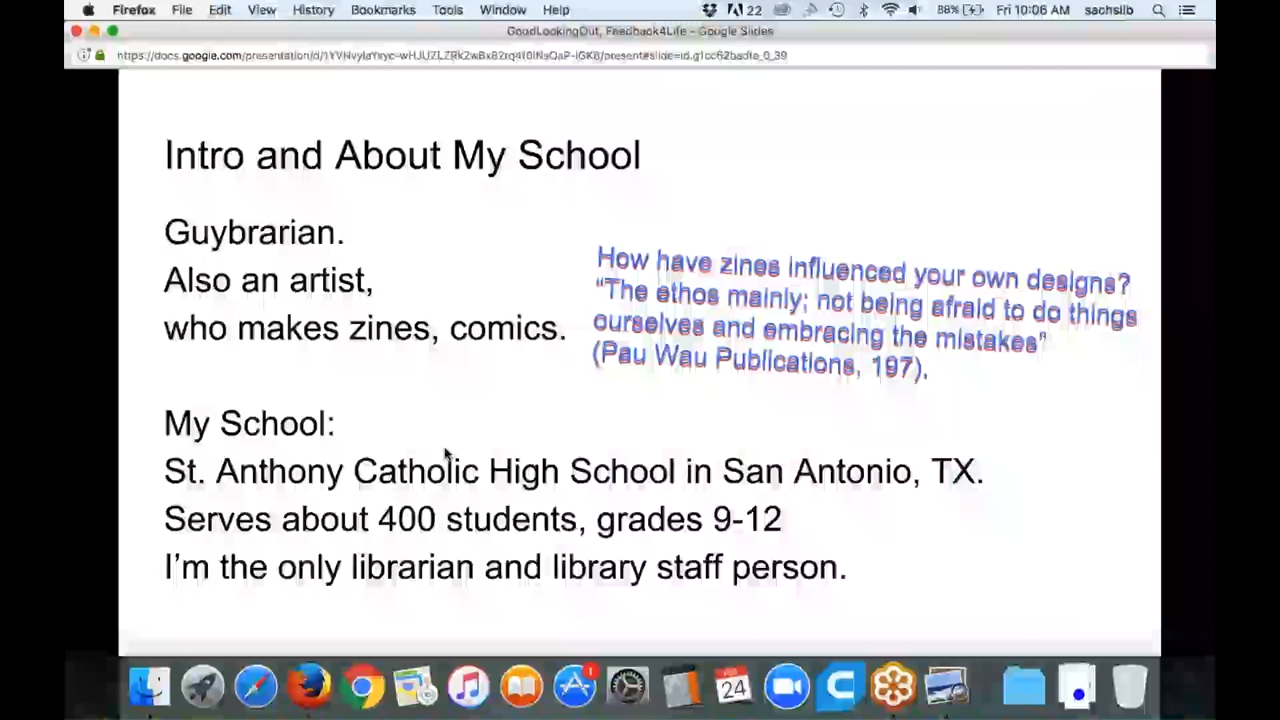 Firefox File Edit View History Bookmarks Tools Window Help 22 88% Fri 10:06 AM sachslib
GoodLookingOut, Feedback4Life - Google Slides
Intro and About My School
Guybrarian.
Also an artist,
who makes zines, comics.
How have zines influenced your own designs?
“The ethos mainly; not being afraid to do things
ourselves and embracing the mistakes”
(Pau Wau Publications, 197).
My School:
St. Anthony Catholic High School in San Antonio, TX.
Serves about 400 students, grades 9-12
I’m the only librarian and library staff person.
1
24